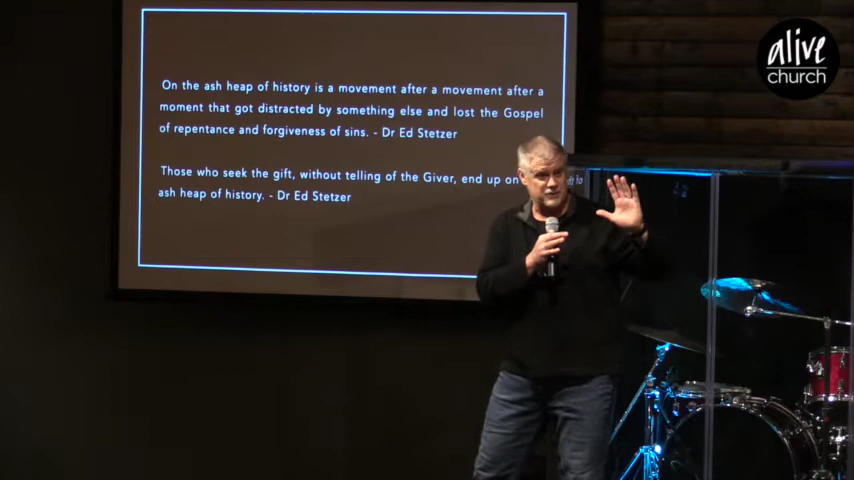 On the ash heap of history is a movement after a movement after a
moment that got distracted by something else and lost the Gospel
of repentance and forgiveness of sins. - Dr Ed Stetzer
Those who seek the gift, without telling of the Giver, end up on
ash heap of history. - Dr Ed Stetzer
alive
church